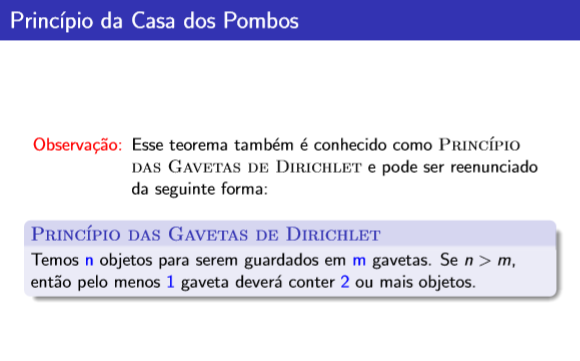 Princípio da Casa dos Pombos
Observação: Esse teorema também é conhecido como Princípio
das Gavetas de Dirichlet e pode ser reenunciado
da seguinte forma:
Princípio das Gavetas de Dirichlet
Temos n objetos para serem guardados em m gavetas. Se n > m,
então pelo menos 1 gaveta deverá conter 2 ou mais objetos.